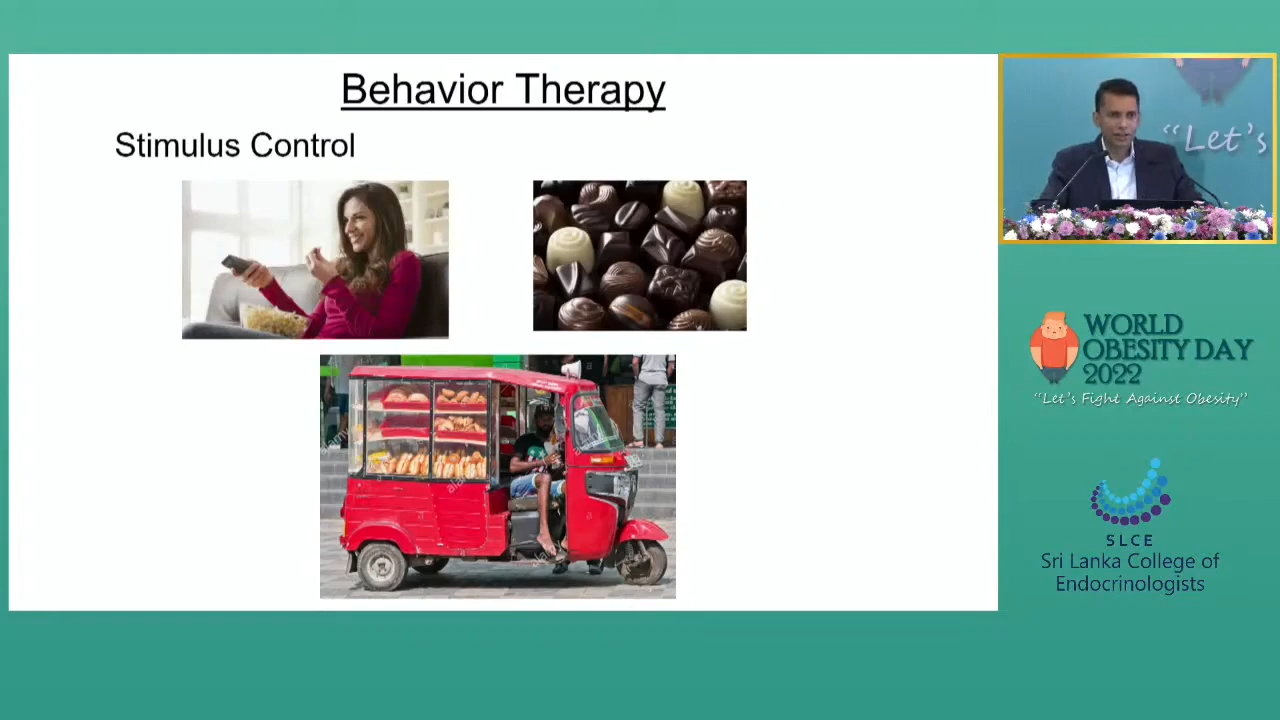 Behavior Therapy
Stimulus Control
"Let's
WORLD
OBESITY DAY
2022
"Let's Fight Against Obesity"
SLCE
Sri Lanka College of
Endocrinologists
alamy